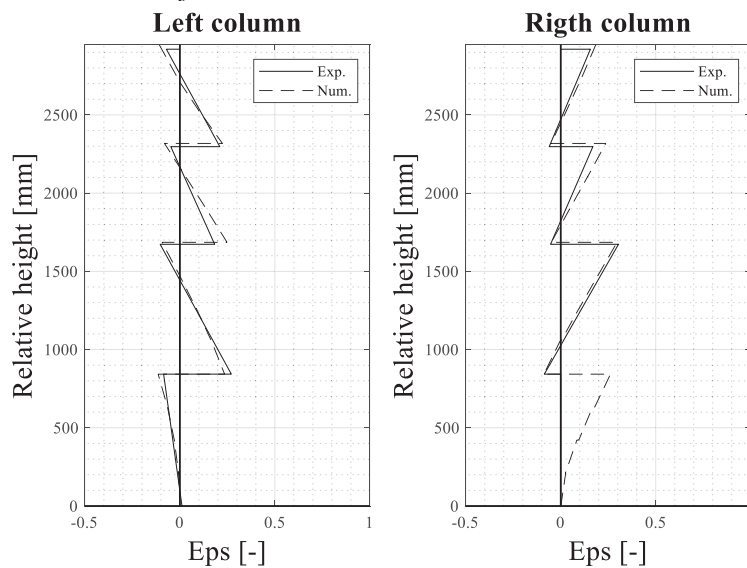 Left column
Rigth column
Exp.
Num.
Exp.
Num.
Relative height [mm]
Relative height [mm]
2500
2000
1500
1000
500
0
2500
2000
1500
1000
500
0
-0.5
0
0.5
1
-0.5
0
0.5
Eps [-]
Eps [-]